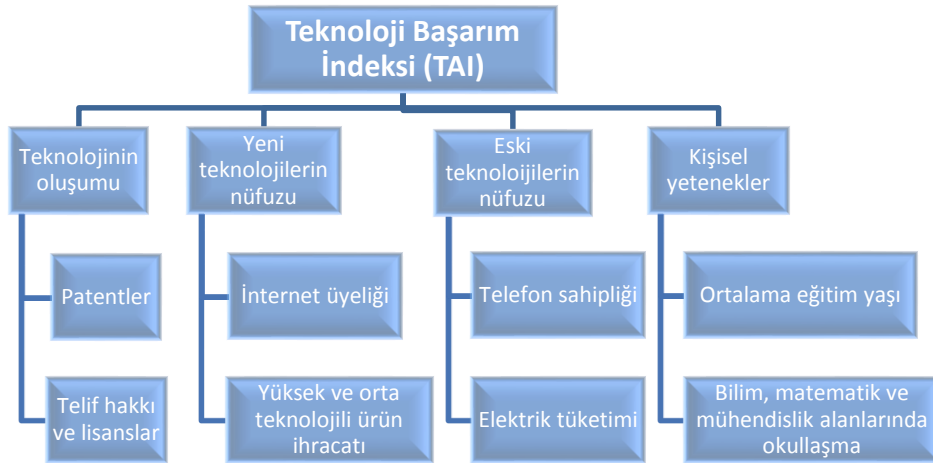 Teknoloji Başarım
İndeksi (TAI)
Teknolojinin
oluşumu
Yeni
teknolojilerin
nüfuzu
Eski
teknoloijilerin
nüfuzu
Kişisel
yetenekler
Patentler
İnternet üyeliği
Telefon sahipliği
Ortalama eğitim yaşı
Telif hakkı
ve lisanslar
Yüksek ve orta
teknolojili ürün
ihracatı
Elektrik tüketimi
Bilim, matematik ve
mühendislik alanlarında
okullaşma